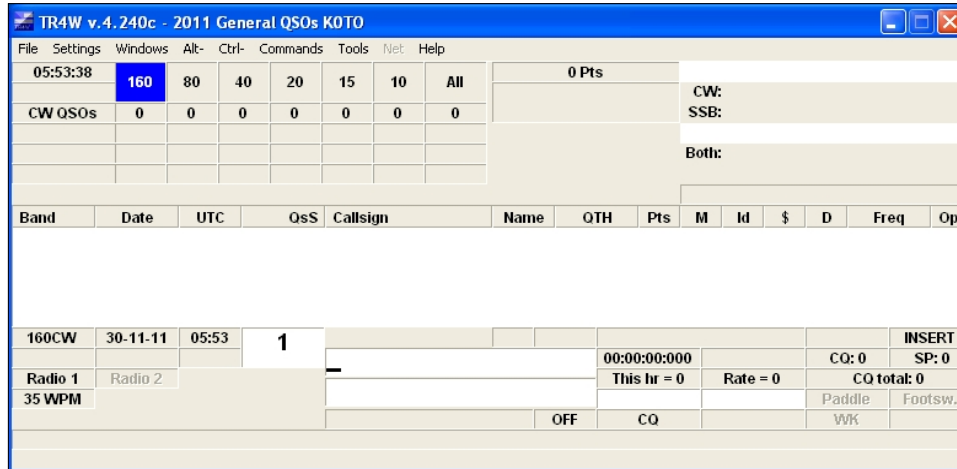 TR4W v.4.240c - 2011 General QSOs K0TO
File Settings Windows Alt- Ctrl- Commands Tools Net Help
05:53:38 160 80 40 20 15 10 All 0 Pts
CW:
CW QSOs 0 0 0 0 0 0 0 SSB:
Both:
Band Date UTC QsS Callsign Name QTH Pts M Id $ D Freq Op
160CW 30-11-11 05:53 1 INSERT
00:00:00:000 CQ: 0 SP: 0
Radio 1 Radio 2 This hr = 0 Rate = 0 CQ total: 0
35 WPM Paddle Footsw.
OFF CQ WK